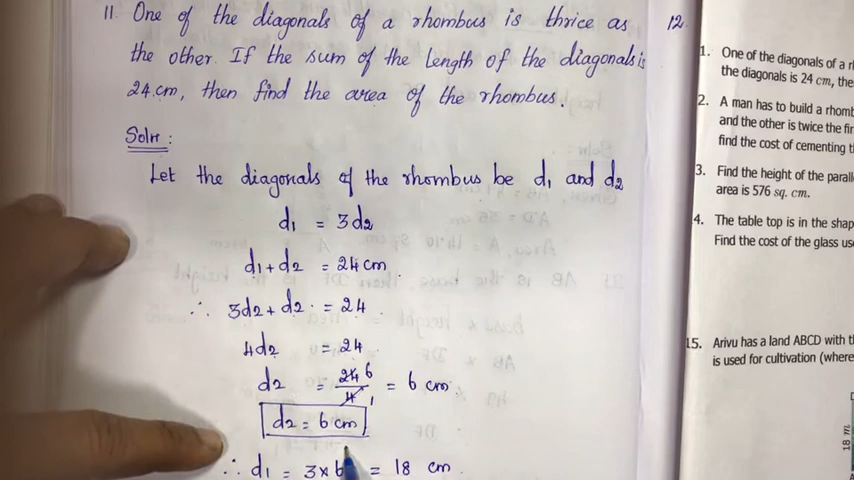 11. One of the diagonals of a rhombus is thrice as
the other. If the sum of the length of the diagonals is
24 cm, then find the area of the rhombus.
Soln :
Let the diagonals of the rhombus be d1 and d2
d1 = 3d2
d1 + d2 = 24 cm
∴ 3d2 + d2 = 24
4d2 = 24
d2 = 24/4 6 1 = 6 cm
d2 = 6 cm
∴ d1 = 3 × 6 = 18 cm
12.
1. One of the diagonals of a
the diagonals is 24 cm,
2. A man has to build a
and the other is twice the
find the cost of cementing
3. Find the height of the
area is 576 sq. cm.
4. The table top is in the
Find the cost of the glass
15. Arivu has a land ABCD with
is used for cultivation (where
18 m